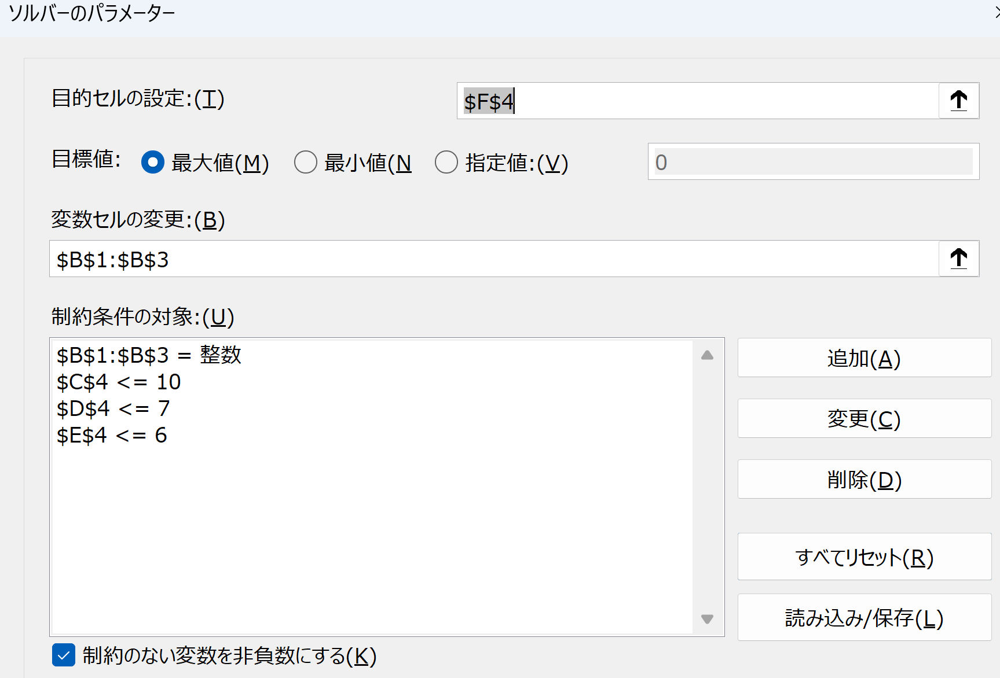 ソルバーのパラメーター
目的セルの設定:(T)
$F$4
目標値:
最大値(M)
最小値(N
指定値:(V)
0
変数セルの変更:(B)
$B$1:$B$3
制約条件の対象:(U)
$B$1:$B$3 = 整数
$C$4 <= 10
$D$4 <= 7
$E$4 <= 6
追加(A)
変更(C)
削除(D)
すべてリセット(R)
読み込み/保存(L)
制約のない変数を非負数にする(K)